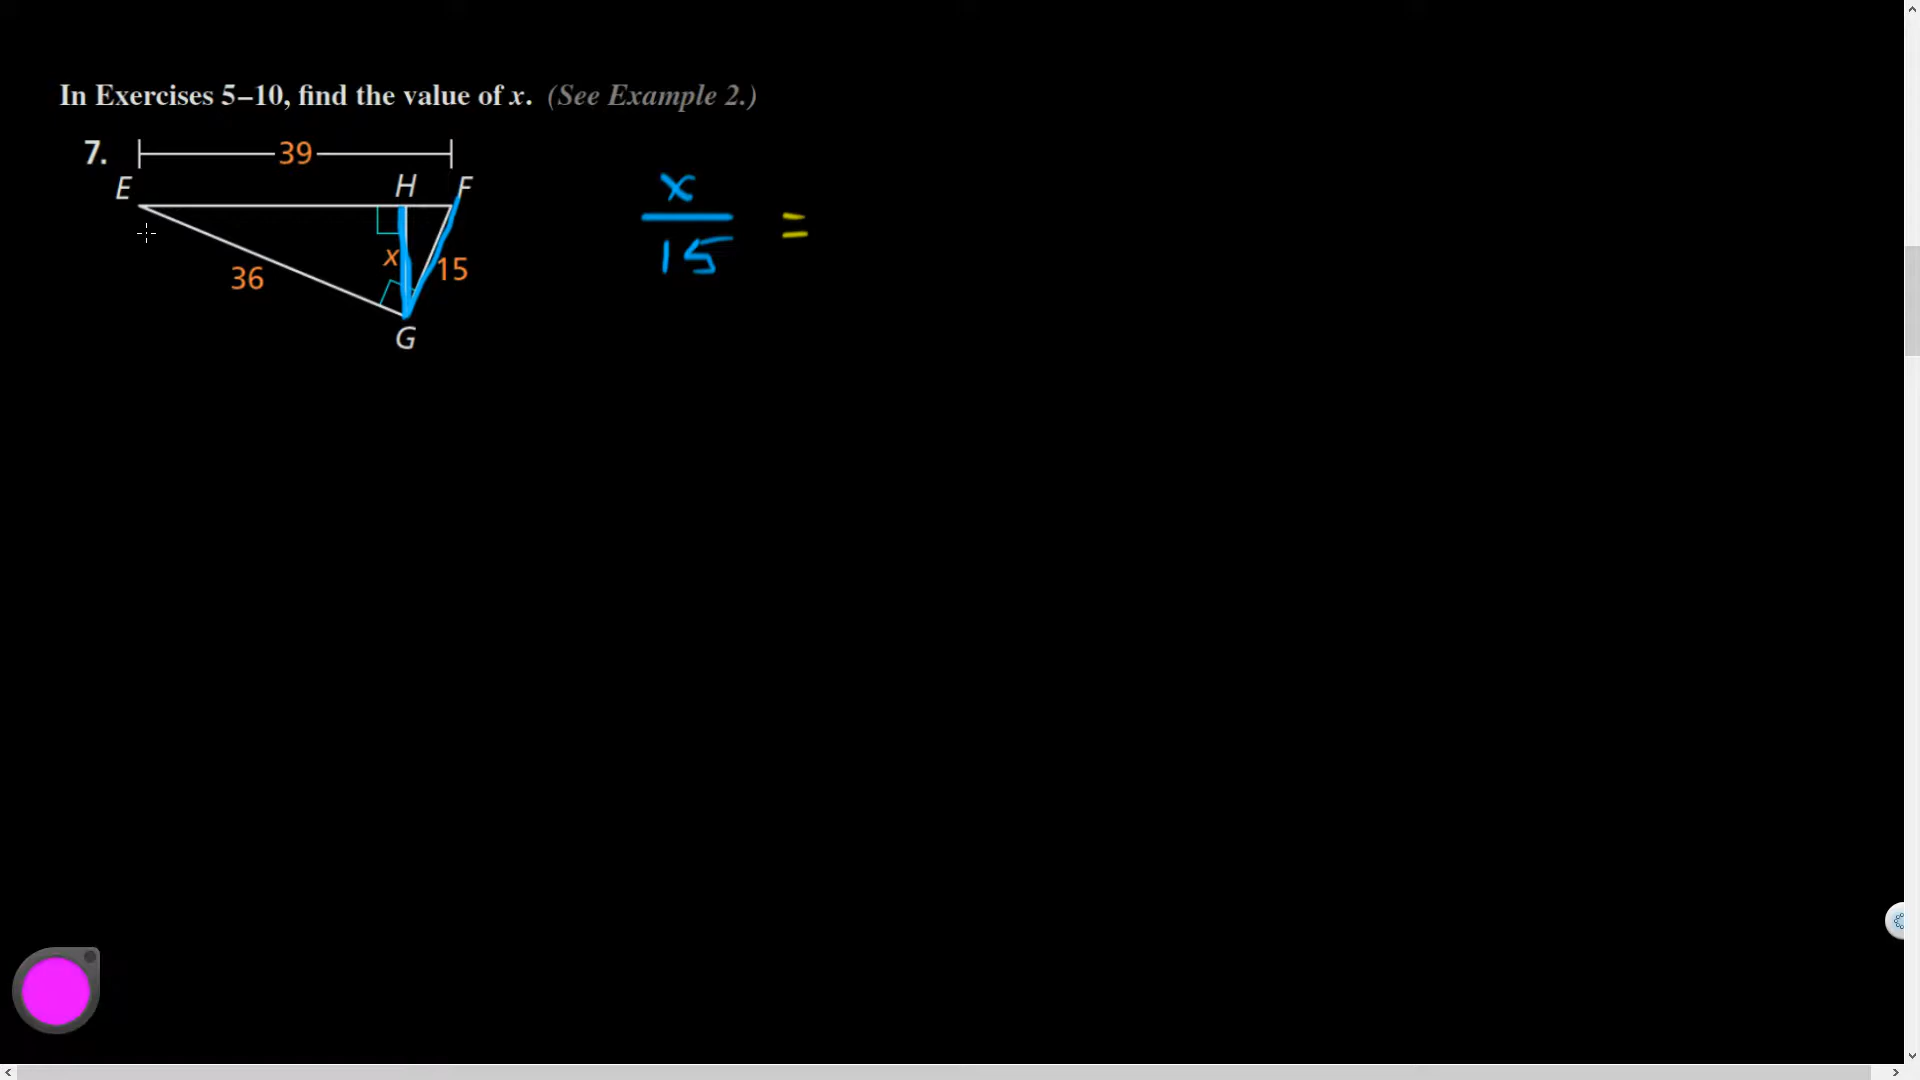 In Exercises 5–10, find the value of x. (See Example 2.)
7. 39
E H F
36 x 15
G
x
15
=